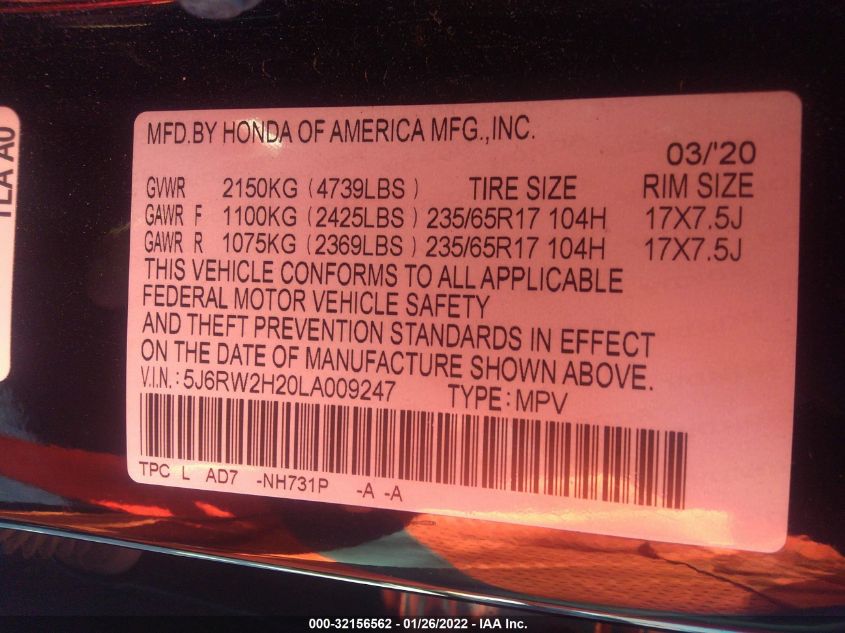 TLA A0
MFD.BY HONDA OF AMERICA MFG.,INC.
03/'20
GVWR 2150KG (4739LBS) TIRE SIZE RIM SIZE
GAWR F 1100KG (2425LBS) 235/65R17 104H 17X7.5J
GAWR R 1075KG (2369LBS) 235/65R17 104H 17X7.5J
THIS VEHICLE CONFORMS TO ALL APPLICABLE
FEDERAL MOTOR VEHICLE SAFETY
AND THEFT PREVENTION STANDARDS IN EFFECT
ON THE DATE OF MANUFACTURE SHOWN ABOVE.
V.I.N.: 5J6RW2H20LA009247 TYPE: MPV
TPC L AD7 -NH731P -A -A
000-32156562 - 01/26/2022 - IAA Inc.